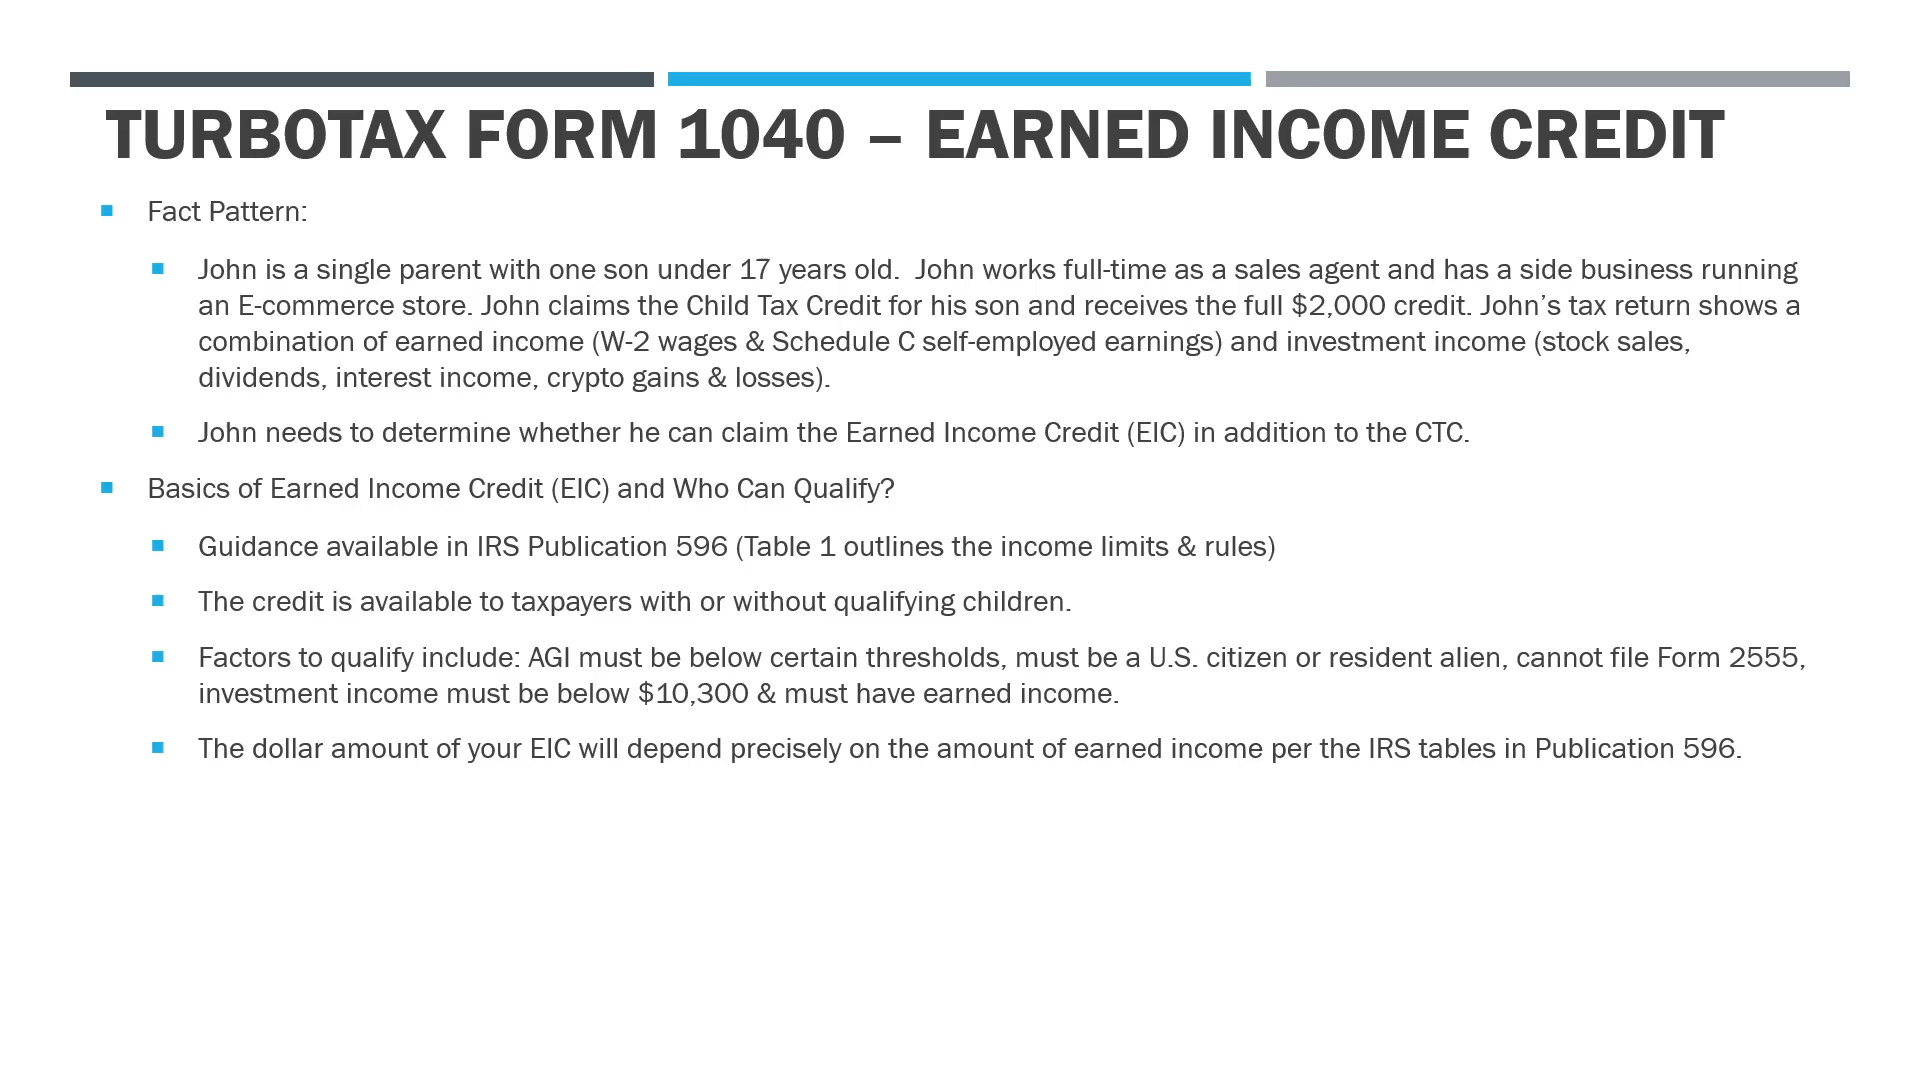 TURBOTAX FORM 1040 – EARNED INCOME CREDIT
Fact Pattern:
John is a single parent with one son under 17 years old.  John works full-time as a sales agent and has a side business running
an E-commerce store. John claims the Child Tax Credit for his son and receives the full $2,000 credit. John’s tax return shows a
combination of earned income (W-2 wages & Schedule C self-employed earnings) and investment income (stock sales,
dividends, interest income, crypto gains & losses).
John needs to determine whether he can claim the Earned Income Credit (EIC) in addition to the CTC.
Basics of Earned Income Credit (EIC) and Who Can Qualify?
Guidance available in IRS Publication 596 (Table 1 outlines the income limits & rules)
The credit is available to taxpayers with or without qualifying children.
Factors to qualify include: AGI must be below certain thresholds, must be a U.S. citizen or resident alien, cannot file Form 2555,
investment income must be below $10,300 & must have earned income.
The dollar amount of your EIC will depend precisely on the amount of earned income per the IRS tables in Publication 596.